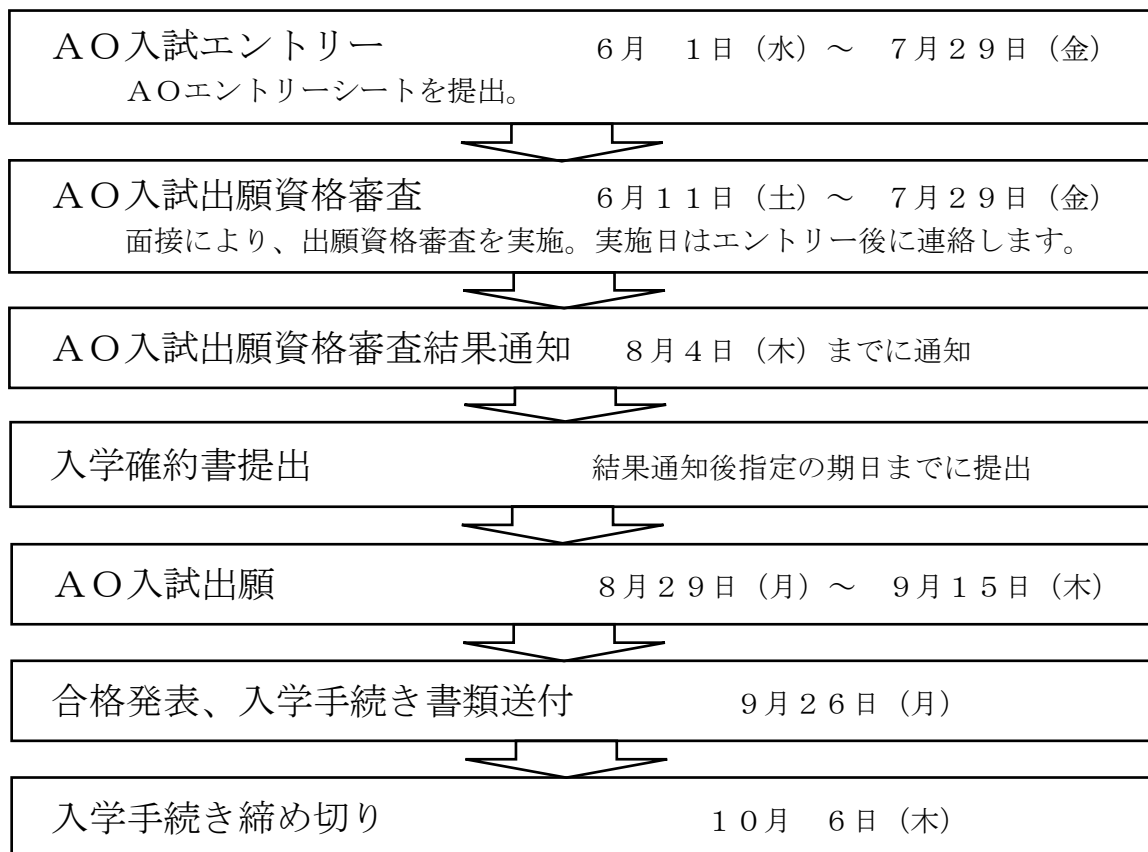 ＡＯ入試エントリー　６月　１日（水）～　７月２９日（金）
ＡＯエントリーシートを提出。
ＡＯ入試出願資格審査　６月１１日（土）～　７月２９日（金）
面接により、出願資格審査を実施。実施日はエントリー後に連絡します。
ＡＯ入試出願資格審査結果通知　８月４日（木）までに通知
入学確約書提出　結果通知後指定の期日までに提出
ＡＯ入試出願　８月２９日（月）～　９月１５日（木）
合格発表、入学手続き書類送付　９月２６日（月）
入学手続き締め切り　１０月　６日（木）